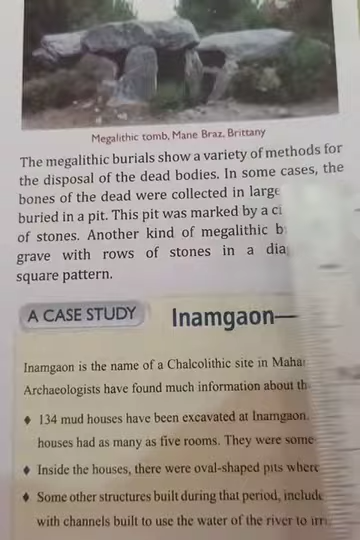 Megalithic tomb, Mane Braz, Brittany
The megalithic burials show a variety of methods for
the disposal of the dead bodies. In some cases, the
bones of the dead were collected in large
buried in a pit. This pit was marked by a
of stones. Another kind of megalithic
grave with rows of stones in a
square pattern.
A CASE STUDY
Inamgaon—
Inamgaon is the name of a Chalcolithic site in
Archaeologists have found much information about
♦ 134 mud houses have been excavated at Inamgaon.
houses had as many as five rooms. They were some
♦ Inside the houses, there were oval-shaped pits where
♦ Some other structures built during that period, include
with channels built to use the water of the river to